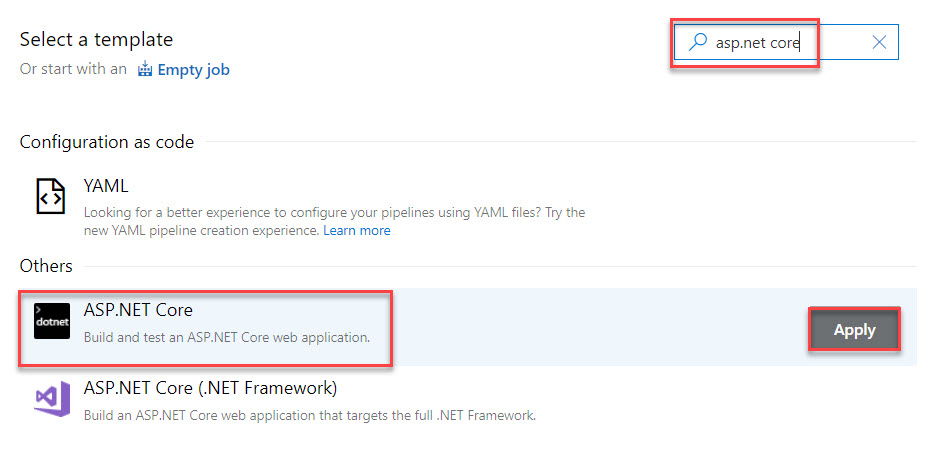 Select a template
asp.net core
Or start with an Empty job
Configuration as code
YAML
Looking for a better experience to configure your pipelines using YAML files? Try the
new YAML pipeline creation experience. Learn more
Others
dotnet
ASP.NET Core
Build and test an ASP.NET Core web application.
Apply
ASP.NET Core (.NET Framework)
Build an ASP.NET Core web application that targets the full .NET Framework.